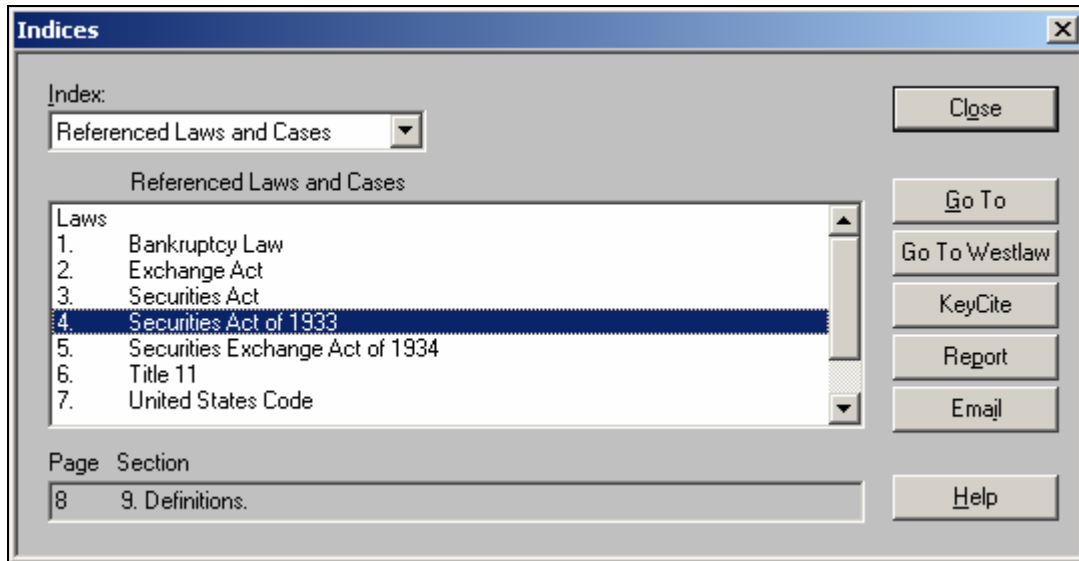 Indices
Index:
Referenced Laws and Cases
Close
Referenced Laws and Cases
Laws
1. Bankruptcy Law
2. Exchange Act
3. Securities Act
4. Securities Act of 1933
5. Securities Exchange Act of 1934
6. Title 11
7. United States Code
Go To
Go To Westlaw
KeyCite
Report
Email
Page Section
8 9. Definitions.
Help